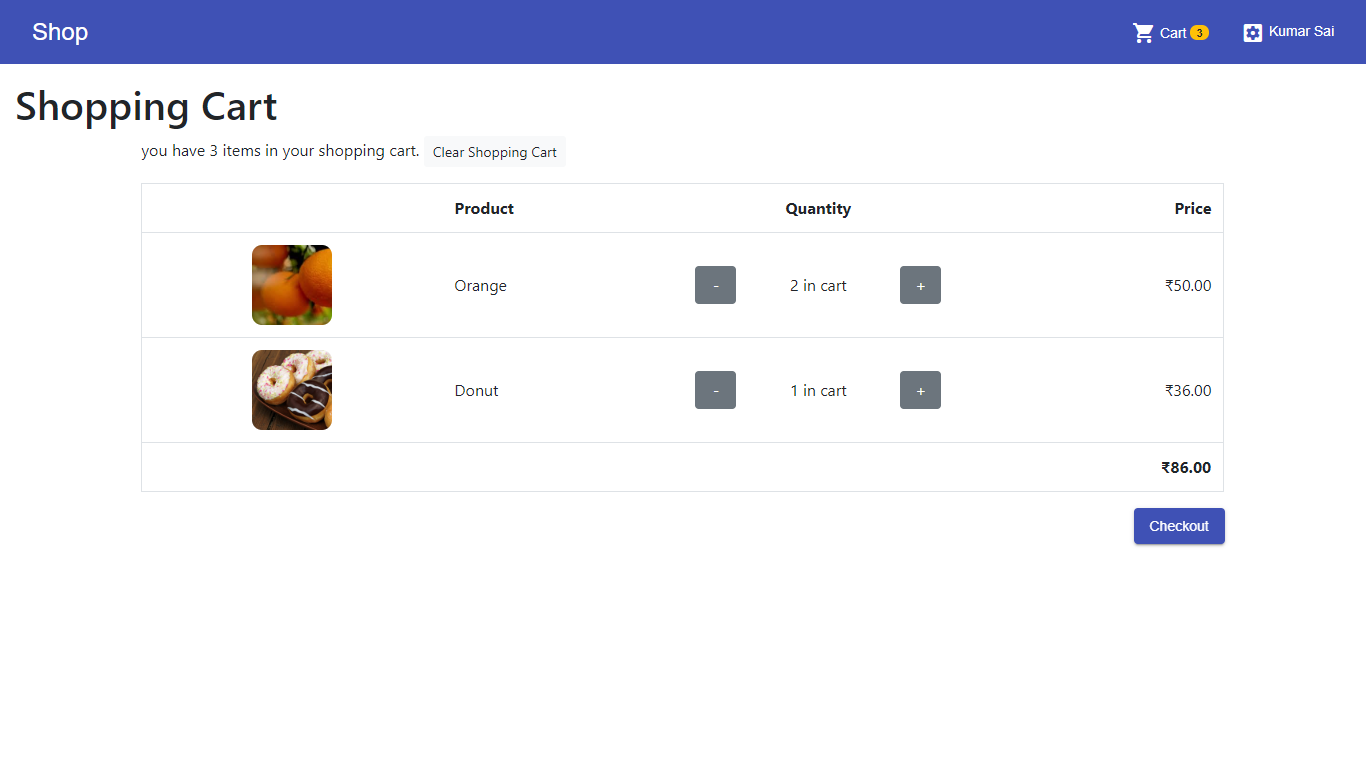 Shop
Cart 3
Kumar Sai
Shopping Cart
you have 3 items in your shopping cart. Clear Shopping Cart
Product Quantity Price
Orange - 2 in cart + ₹50.00
Donut - 1 in cart + ₹36.00
₹86.00
Checkout